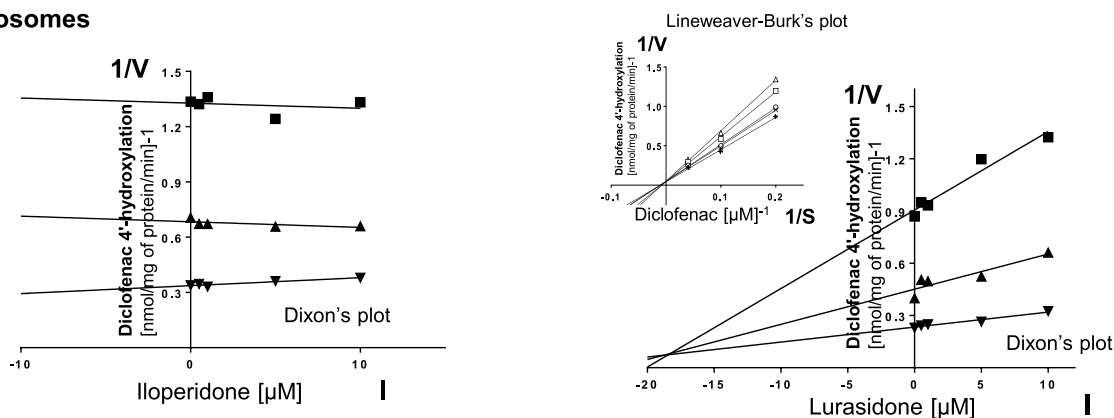 osomes
1/V
Diclofenac 4'-hydroxylation
[nmol/mg of protein/min]-1
1.5
1.2
0.9
0.6
0.3
-10
0
10
Dixon's plot
Iloperidone [µM]
I
Lineweaver-Burk's plot
1/V
Diclofenac 4'-hydroxylation
[nmol/mg of protein/min]-1
1.5
1.0
0.5
-0.1
0.1
0.2
Diclofenac [µM]-1
1/S
1/V
Diclofenac 4'-hydroxylation
[nmol/mg of protein/min]-1
1.5
1.2
0.9
0.6
0.3
-20
-15
-10
-5
0
5
10
Dixon's plot
Lurasidone [µM]
I